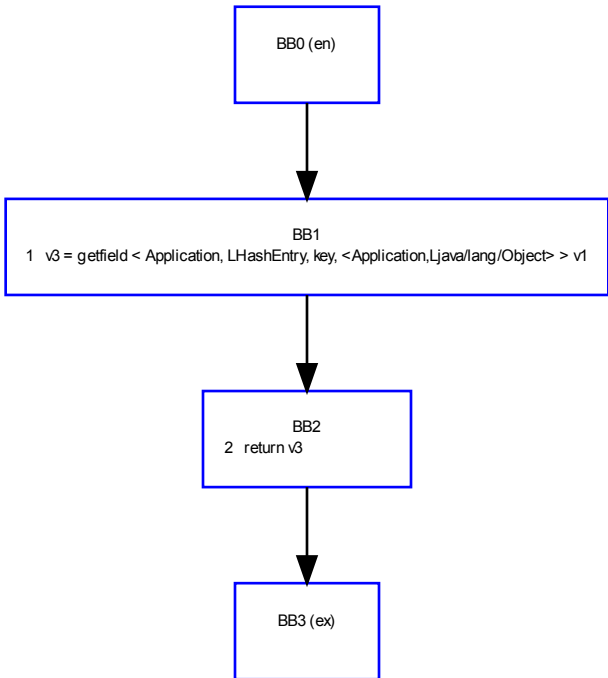 BB0 (en)
BB1
1 v3 = getfield < Application, LHashEntry, key, <Application,Ljava/lang/Object> > v1
BB2
2 return v3
BB3 (ex)